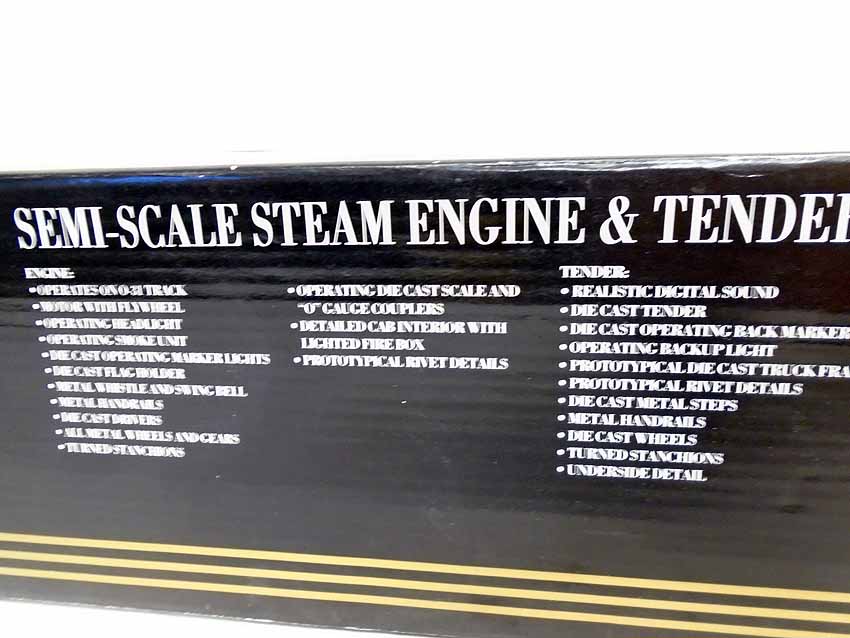 SEMI-SCALE STEAM ENGINE & TENDER
ENGINE:
• OPERATES ON O-31 TRACK
• MOTOR WITH FLYWHEEL
• OPERATING HEADLIGHT
• OPERATING SMOKE UNIT
• DIE CAST OPERATING MARKER LIGHTS
• DIE CAST FLAG HOLDER
• METAL WHISTLE AND SWING BELL
• METAL HANDRAILS
• DIE CAST DRIVERS
• ALL METAL WHEELS AND GEARS
• TURNED STANCHIONS
• OPERATING DIE CAST SCALE AND
"O" GAUGE COUPLERS
• DETAILED CAB INTERIOR WITH
LIGHTED FIRE BOX
• PROTOTYPICAL RIVET DETAILS
TENDER:
• REALISTIC DIGITAL SOUND
• DIE CAST TENDER
• DIE CAST OPERATING BACK MARKER
• OPERATING BACKUP LIGHT
• PROTOTYPICAL DIE CAST TRUCK FRA
• PROTOTYPICAL RIVET DETAILS
• DIE CAST METAL STEPS
• METAL HANDRAILS
• DIE CAST WHEELS
• TURNED STANCHIONS
• UNDERSIDE DETAIL